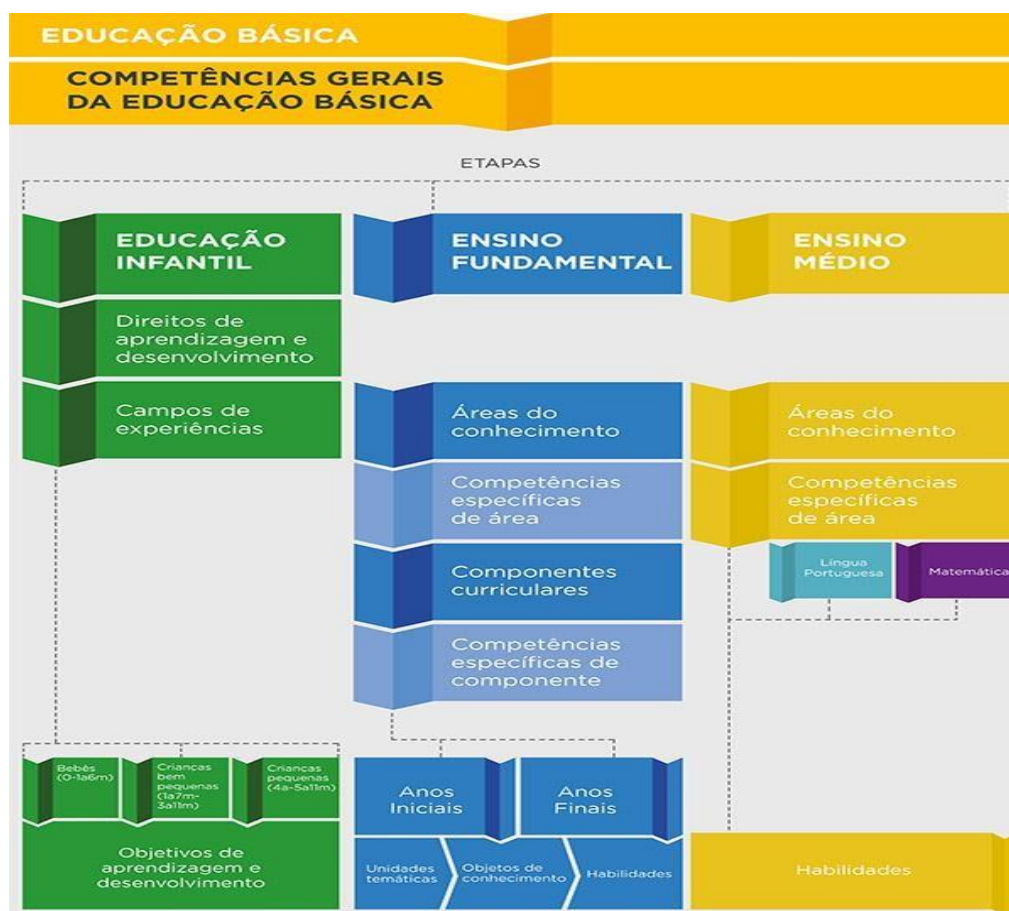 EDUCAÇÃO BÁSICA
COMPETÊNCIAS GERAIS
DA EDUCAÇÃO BÁSICA
ETAPAS
EDUCAÇÃO
INFANTIL
Direitos de
aprendizagem e
desenvolvimento
Campos de
experiências
Bebês
(0-1a6m)
Crianças
bem
pequenas
(1a7m-
3a11m)
Crianças
pequenas
(4a-5a11m)
Objetivos de
aprendizagem e
desenvolvimento
ENSINO
FUNDAMENTAL
Áreas do
conhecimento
Competências
específicas
de área
Componentes
curriculares
Competências
específicas de
componente
Anos
Iniciais
Anos
Finais
Unidades
temáticas
Objetos de
conhecimento
Habilidades
ENSINO
MÉDIO
Áreas do
conhecimento
Competências
específicas
de área
Língua
Portuguesa
Matemática
Habilidades